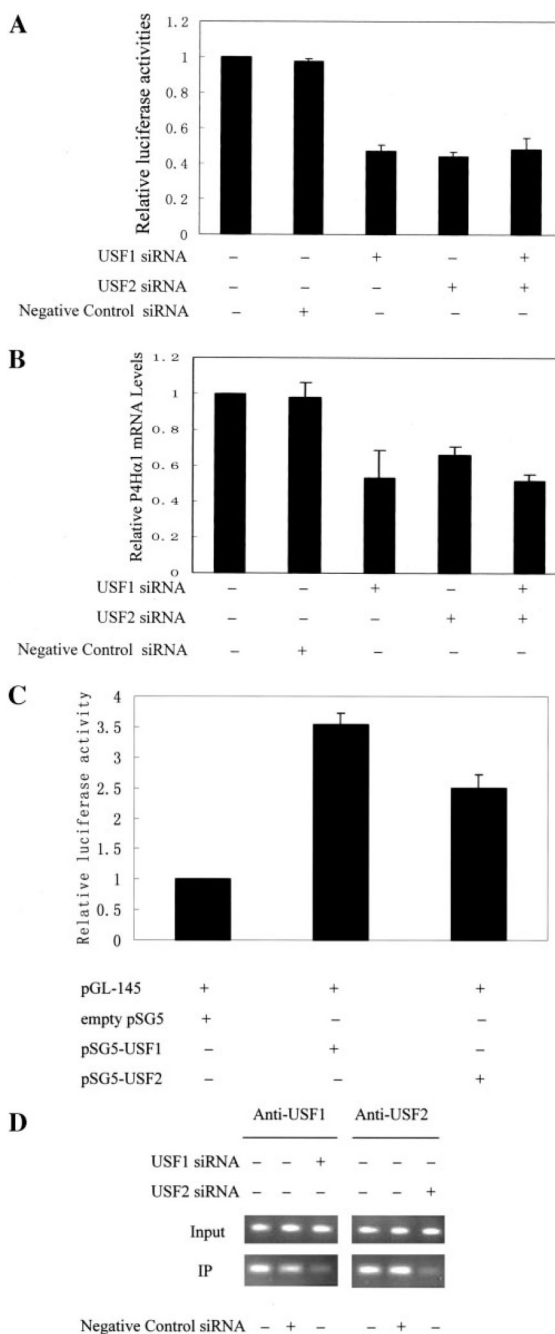 A
Relative luciferase activities
1.2
1
0.8
0.6
0.4
0.2
0
USF1 siRNA – – + – +
USF2 siRNA – – – + +
Negative Control siRNA – + – – –
B
Relative P4Hα1 mRNA Levels
1.2
1
0.8
0.6
0.4
0.2
0
USF1 siRNA – – + – +
USF2 siRNA – – – + +
Negative Control siRNA – + – – –
C
Relative luciferase activity
4
3.5
3
2.5
2
1.5
1
0.5
0
pGL-145 + + +
empty pSG5 + – –
pSG5-USF1 – + –
pSG5-USF2 – – +
D
Anti-USF1 Anti-USF2
USF1 siRNA – – + – – –
USF2 siRNA – – – – – +
Input
IP
Negative Control siRNA – + – – + –